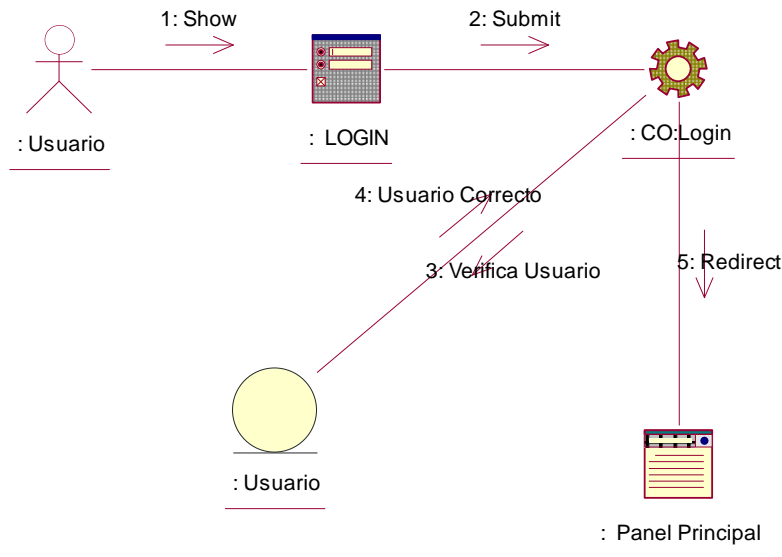 1: Show
2: Submit
: Usuario
: LOGIN
: CO:Login
4: Usuario Correcto
3: Verifica Usuario
5: Redirect
: Usuario
: Panel Principal